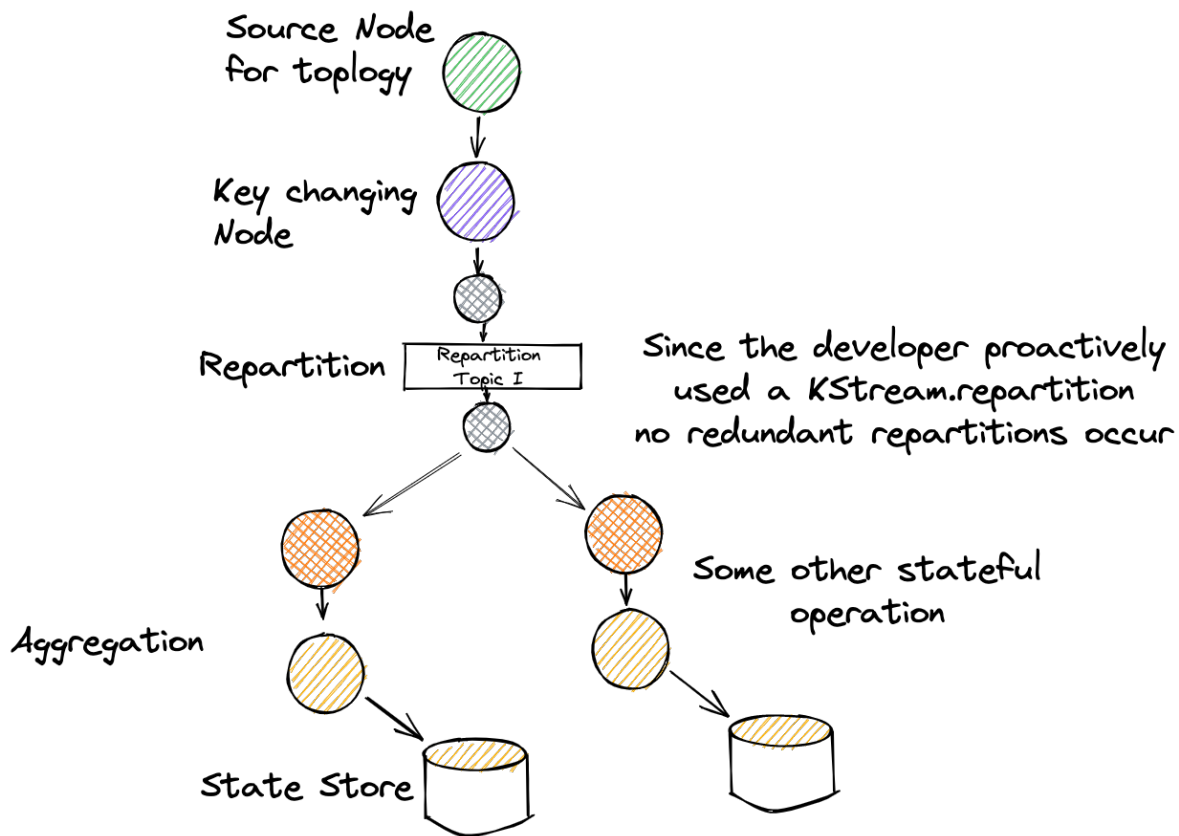 Source Node
for toplogy
Key changing
Node
Repartition
Repartition
Topic I
Since the developer proactively
used a KStream.repartition
no redundant repartitions occur
Some other stateful
operation
Aggregation
State Store